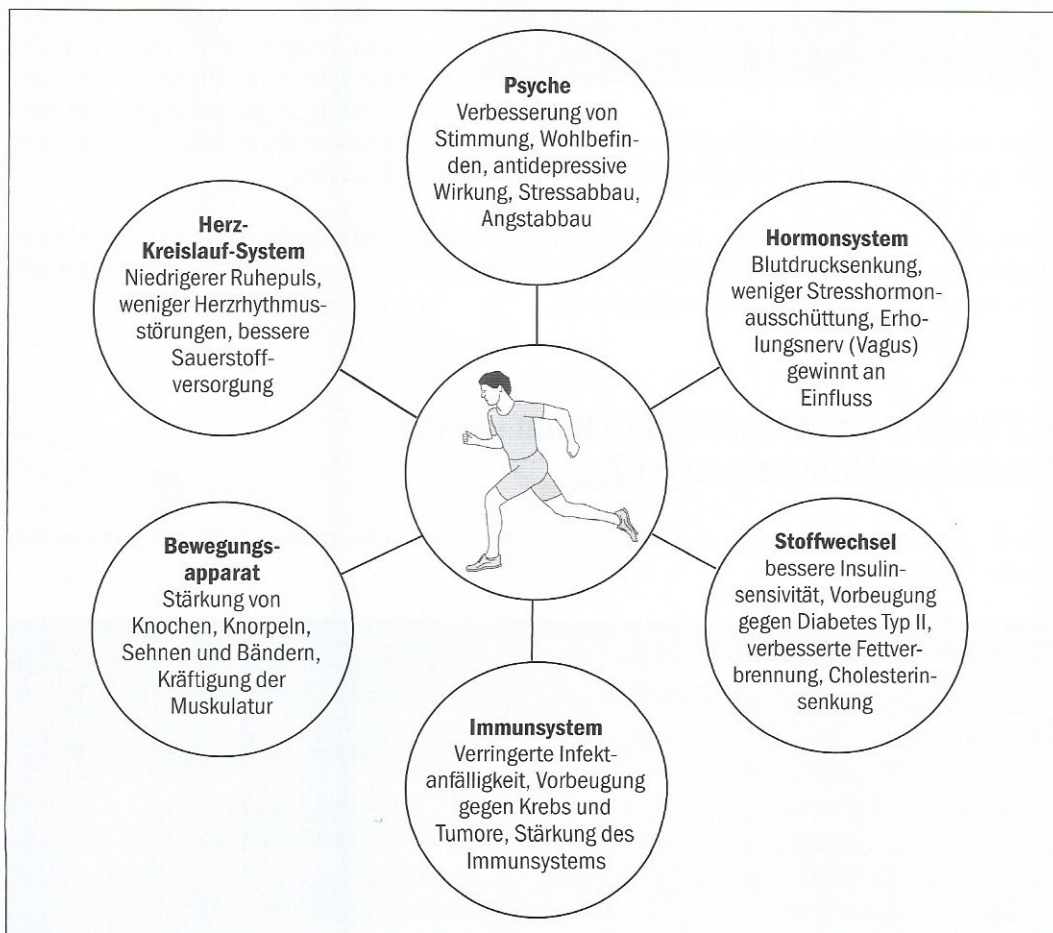 Psyche
Verbesserung von
Stimmung, Wohlbefin-
den, antidepressive
Wirkung, Stressabbau,
Angstabbau
Hormonsystem
Blutdrucksenkung,
weniger Stresshormon-
ausschüttung, Erho-
lungsnerv (Vagus)
gewinnt an
Einfluss
Stoffwechsel
bessere Insulin-
sensivität, Vorbeugung
gegen Diabetes Typ II,
verbesserte Fettver-
brennung, Cholesterin-
senkung
Immunsystem
Verringerte Infekt-
anfälligkeit, Vorbeugung
gegen Krebs und
Tumore, Stärkung des
Immunsystems
Bewegungs-
apparat
Stärkung von
Knochen, Knorpeln,
Sehnen und Bändern,
Kräftigung der
Muskulatur
Herz-
Kreislauf-System
Niedrigerer Ruhepuls,
weniger Herzrhythmus-
störungen, bessere
Sauerstoff-
versorgung